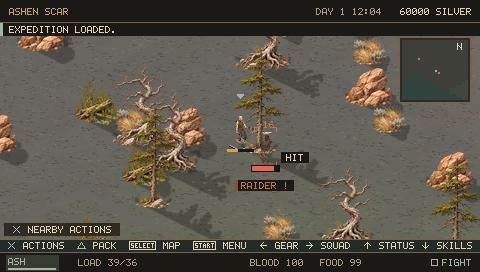 ASHEN SCAR DAY 1 12:04 60000 SILVER
EXPEDITION LOADED.
N
HIT
RAIDER !
NEARBY ACTIONS
ACTIONS PACK SELECT MAP START MENU GEAR SQUAD STATUS SKILLS
ASH LOAD 39/36 BLOOD 100 FOOD 99 FIGHT